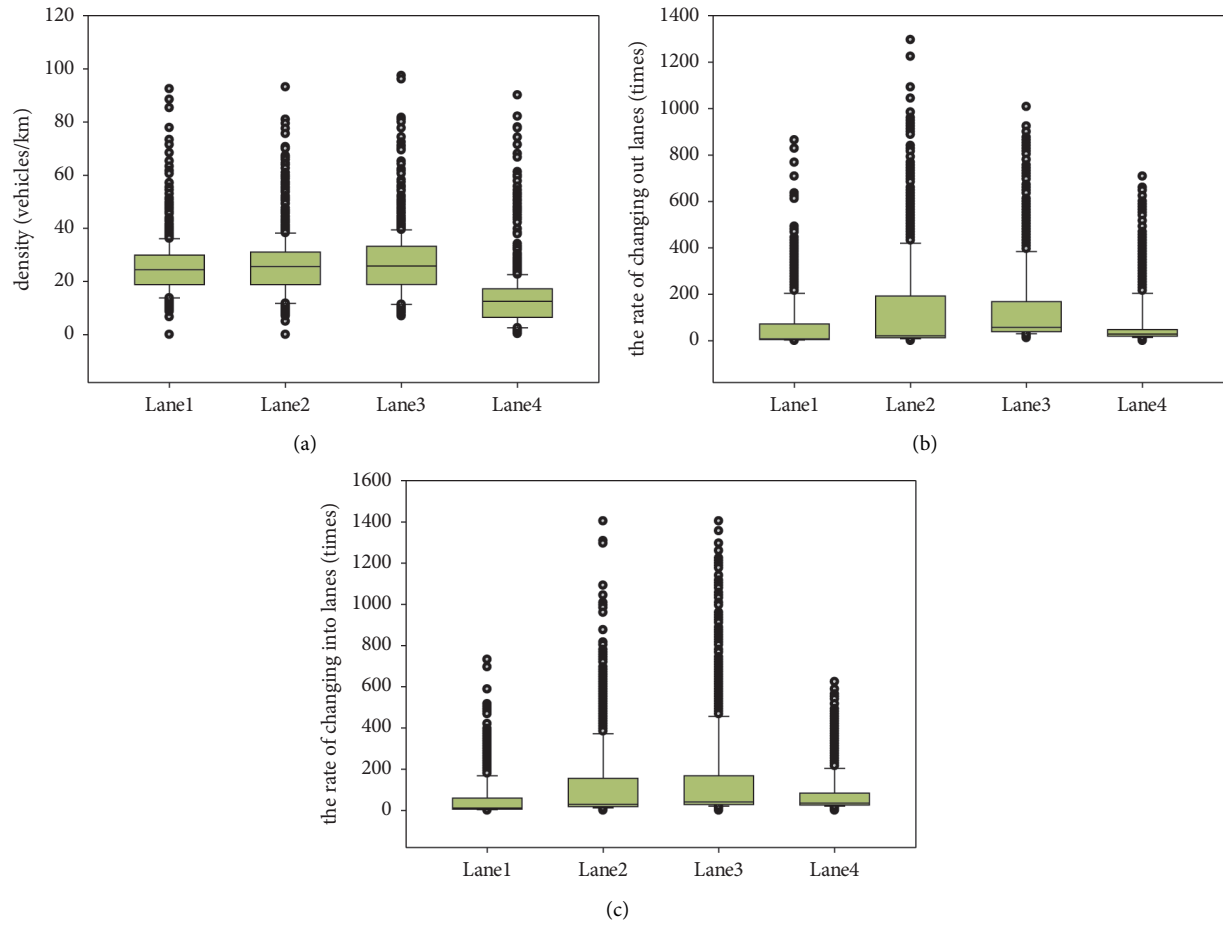 120
100
80
60
40
20
0
density (vehicles/km)
Lane1 Lane2 Lane3 Lane4
(a)
1400
1200
1000
800
600
400
200
0
the rate of changing out lanes (times)
Lane1 Lane2 Lane3 Lane4
(b)
1600
1400
1200
1000
800
600
400
200
0
the rate of changing into lanes (times)
Lane1 Lane2 Lane3 Lane4
(c)